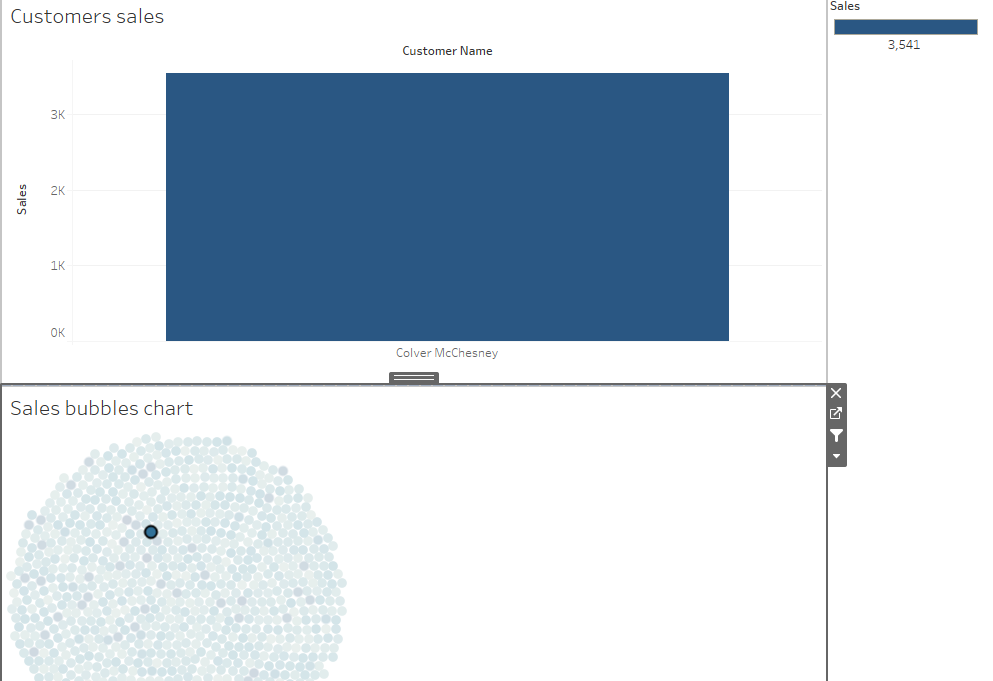 Customers sales
Customer Name
Sales
3K
2K
1K
0K
Colver McChesney
Sales
3,541
Sales bubbles chart